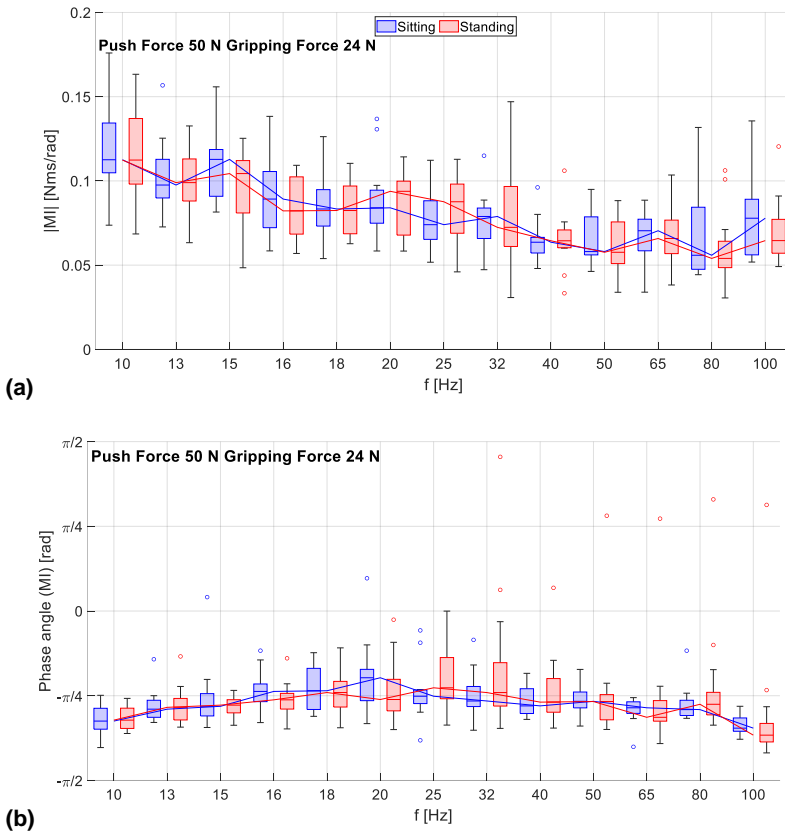 Sitting Standing
Push Force 50 N Gripping Force 24 N
0.2
0.15
0.1
0.05
0
|MI| [Nms/rad]
10 13 15 16 18 20 25 32 40 50 65 80 100
f [Hz]
(a)
Push Force 50 N Gripping Force 24 N
π/2
π/4
0
-π/4
-π/2
Phase angle (MI) [rad]
10 13 15 16 18 20 25 32 40 50 65 80 100
f [Hz]
(b)